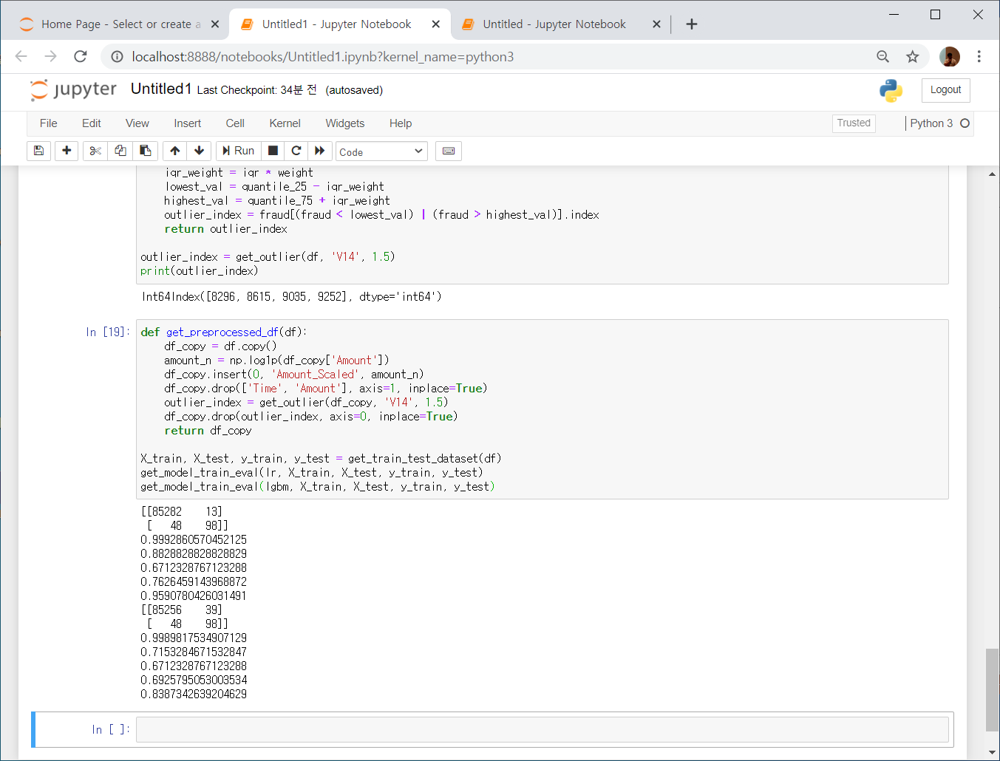 Home Page - Select or create a
Untitled1 - Jupyter Notebook
Untitled - Jupyter Notebook
localhost:8888/notebooks/Untitled1.ipynb?kernel_name=python3
jupyter Untitled1 Last Checkpoint: 34분 전 (autosaved)
Logout
File Edit View Insert Cell Kernel Widgets Help
Trusted
Python 3
Run
Code
iqr_weight = iqr * weight
lowest_val = quantile_25 - iqr_weight
highest_val = quantile_75 + iqr_weight
outlier_index = fraud[(fraud < lowest_val) | (fraud > highest_val)].index
return outlier_index
outlier_index = get_outlier(df, 'V14', 1.5)
print(outlier_index)
Int64Index([8296, 8615, 9035, 9252], dtype='int64')
In [19]:
def get_preprocessed_df(df):
df_copy = df.copy()
amount_n = np.log1p(df_copy['Amount'])
df_copy.insert(0, 'Amount_Scaled', amount_n)
df_copy.drop(['Time', 'Amount'], axis=1, inplace=True)
outlier_index = get_outlier(df_copy, 'V14', 1.5)
df_copy.drop(outlier_index, axis=0, inplace=True)
return df_copy
X_train, X_test, y_train, y_test = get_train_test_dataset(df)
get_model_train_eval(lr, X_train, X_test, y_train, y_test)
get_model_train_eval(lgbm, X_train, X_test, y_train, y_test)
[[85282 13]
[ 48 98]]
0.9992860570452125
0.8828828828828829
0.6712328767123288
0.7626459143968872
0.9590780426031491
[[85256 39]
[ 48 98]]
0.9989817534907129
0.7153284671532847
0.6712328767123288
0.6925795053003534
0.8387342639204629
In [ ]: